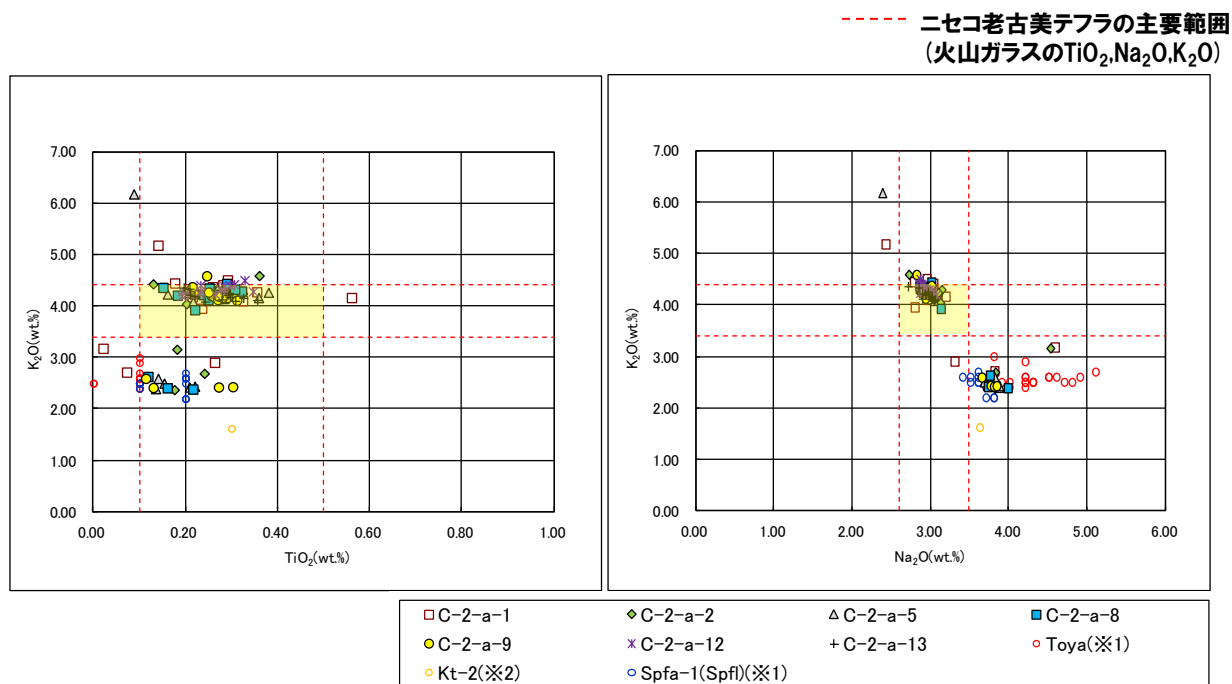 ニセコ老古美テフラの主要範囲
(火山ガラスのTiO₂,Na₂O,K₂O)
7.00
6.00
5.00
4.00
3.00
2.00
1.00
0.00
K₂O(wt.%)
0.00 0.20 0.40 0.60 0.80 1.00
TiO₂(wt.%)
7.00
6.00
5.00
4.00
3.00
2.00
1.00
0.00
K₂O(wt.%)
0.00 1.00 2.00 3.00 4.00 5.00 6.00
Na₂O(wt.%)
C-2-a-1 C-2-a-2 C-2-a-5 C-2-a-8
C-2-a-9 C-2-a-12 C-2-a-13 Toya(※1)
Kt-2(※2) Spfa-1(Spfl)(※1)